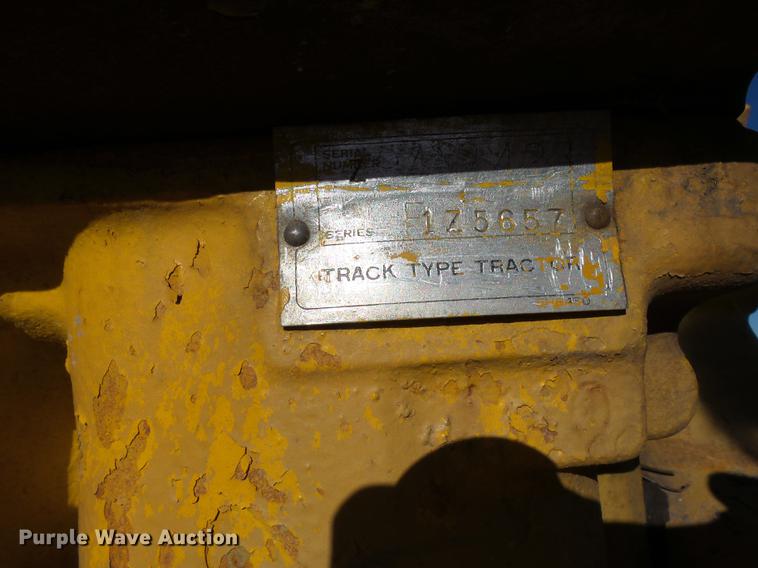 SERIAL
NUMBER
SERIES 1Z5657
TRACK TYPE TRACTOR
Purple Wave Auction